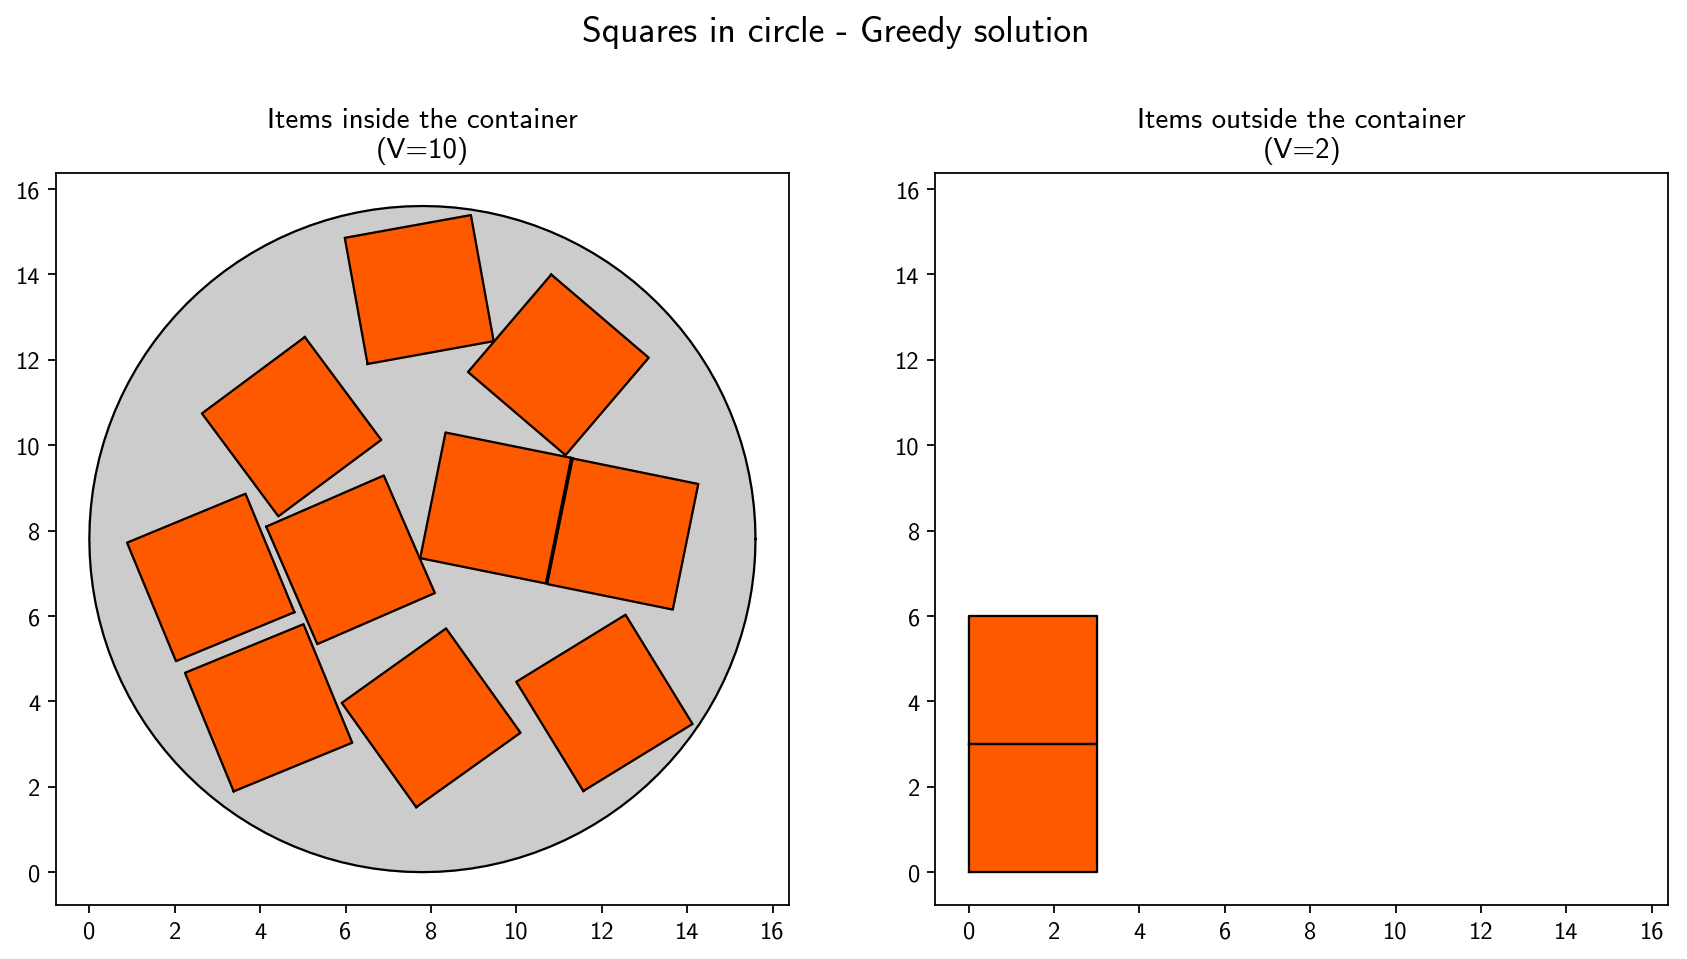 Squares in circle - Greedy solution
Items inside the container
(V=10)
16
14
12
10
8
6
4
2
0
0 2 4 6 8 10 12 14 16
Items outside the container
(V=2)
16
14
12
10
8
6
4
2
0
0 2 4 6 8 10 12 14 16